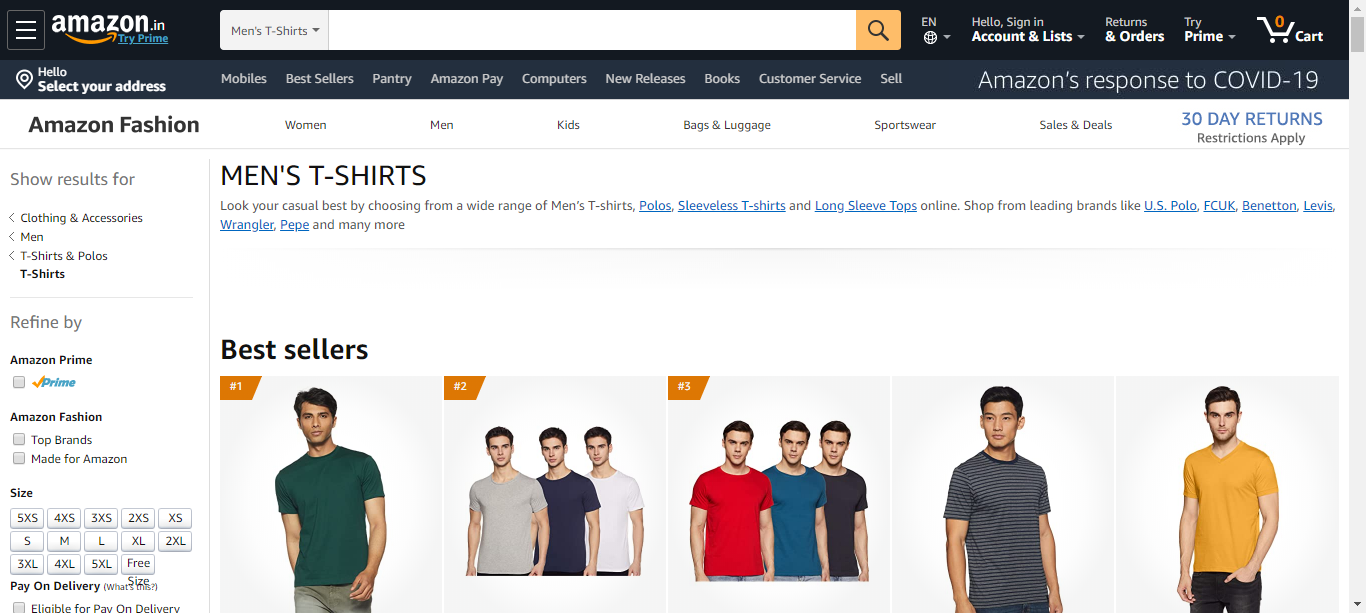 amazon.in
Try Prime
Men's T-Shirts
EN
Hello, Sign in
Account & Lists
Returns
& Orders
Try
Prime
0
Cart
Hello
Select your address
Mobiles
Best Sellers
Pantry
Amazon Pay
Computers
New Releases
Books
Customer Service
Sell
Amazon's response to COVID-19
Amazon Fashion
Women
Men
Kids
Bags & Luggage
Sportswear
Sales & Deals
30 DAY RETURNS
Restrictions Apply
Show results for
Clothing & Accessories
Men
T-Shirts & Polos
T-Shirts
Refine by
Amazon Prime
Prime
Amazon Fashion
Top Brands
Made for Amazon
Size
5XS 4XS 3XS 2XS XS
S M L XL 2XL
3XL 4XL 5XL Free
Size
Pay On Delivery (What's this?)
Eligible for Pay On Delivery
MEN'S T-SHIRTS
Look your casual best by choosing from a wide range of Men’s T-shirts, Polos, Sleeveless T-shirts and Long Sleeve Tops online. Shop from leading brands like U.S. Polo, FCUK, Benetton, Levis,
Wrangler, Pepe and many more
Best sellers
#1
#2
#3